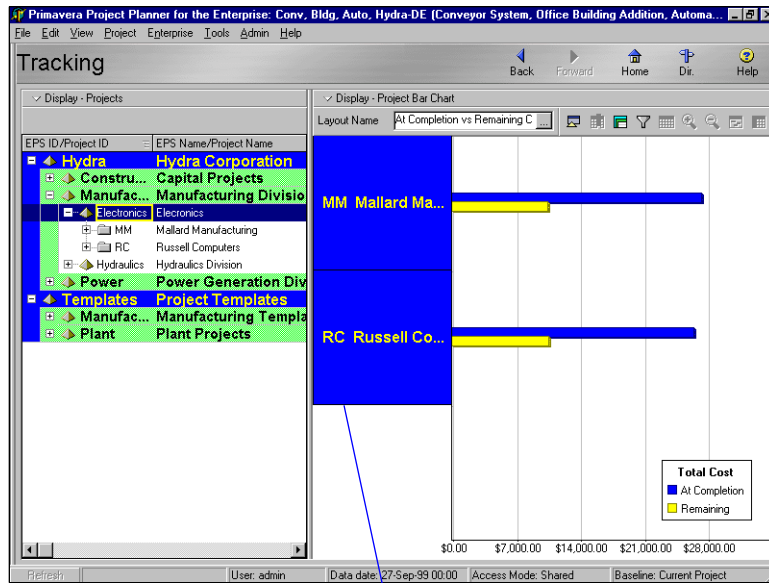 Primavera Project Planner for the Enterprise: Conv, Bldg, Auto, Hydra-DE (Conveyor System, Office Building Addition, Automa...
File Edit View Project Enterprise Tools Admin Help
Tracking
Back Forward Home Dir. Help
Display - Projects
Display - Project Bar Chart
Layout Name At Completion vs Remaining C ...
EPS ID/Project ID EPS Name/Project Name
Hydra Hydra Corporation
Constru... Capital Projects
Manufac... Manufacturing Divisio
Electronics Elecronics
MM Mallard Manufacturing
RC Russell Computers
Hydraulics Hydraulics Division
Power Power Generation Div
Templates Project Templates
Manufac... Manufacturing Templa
Plant Plant Projects
MM Mallard Ma...
RC Russell Co...
Total Cost
At Completion
Remaining
$0.00 $7,000.00 $14,000.00 $21,000.00 $28,000.00
Refresh User: admin Data date: 27-Sep-99 00:00 Access Mode: Shared Baseline: Current Project